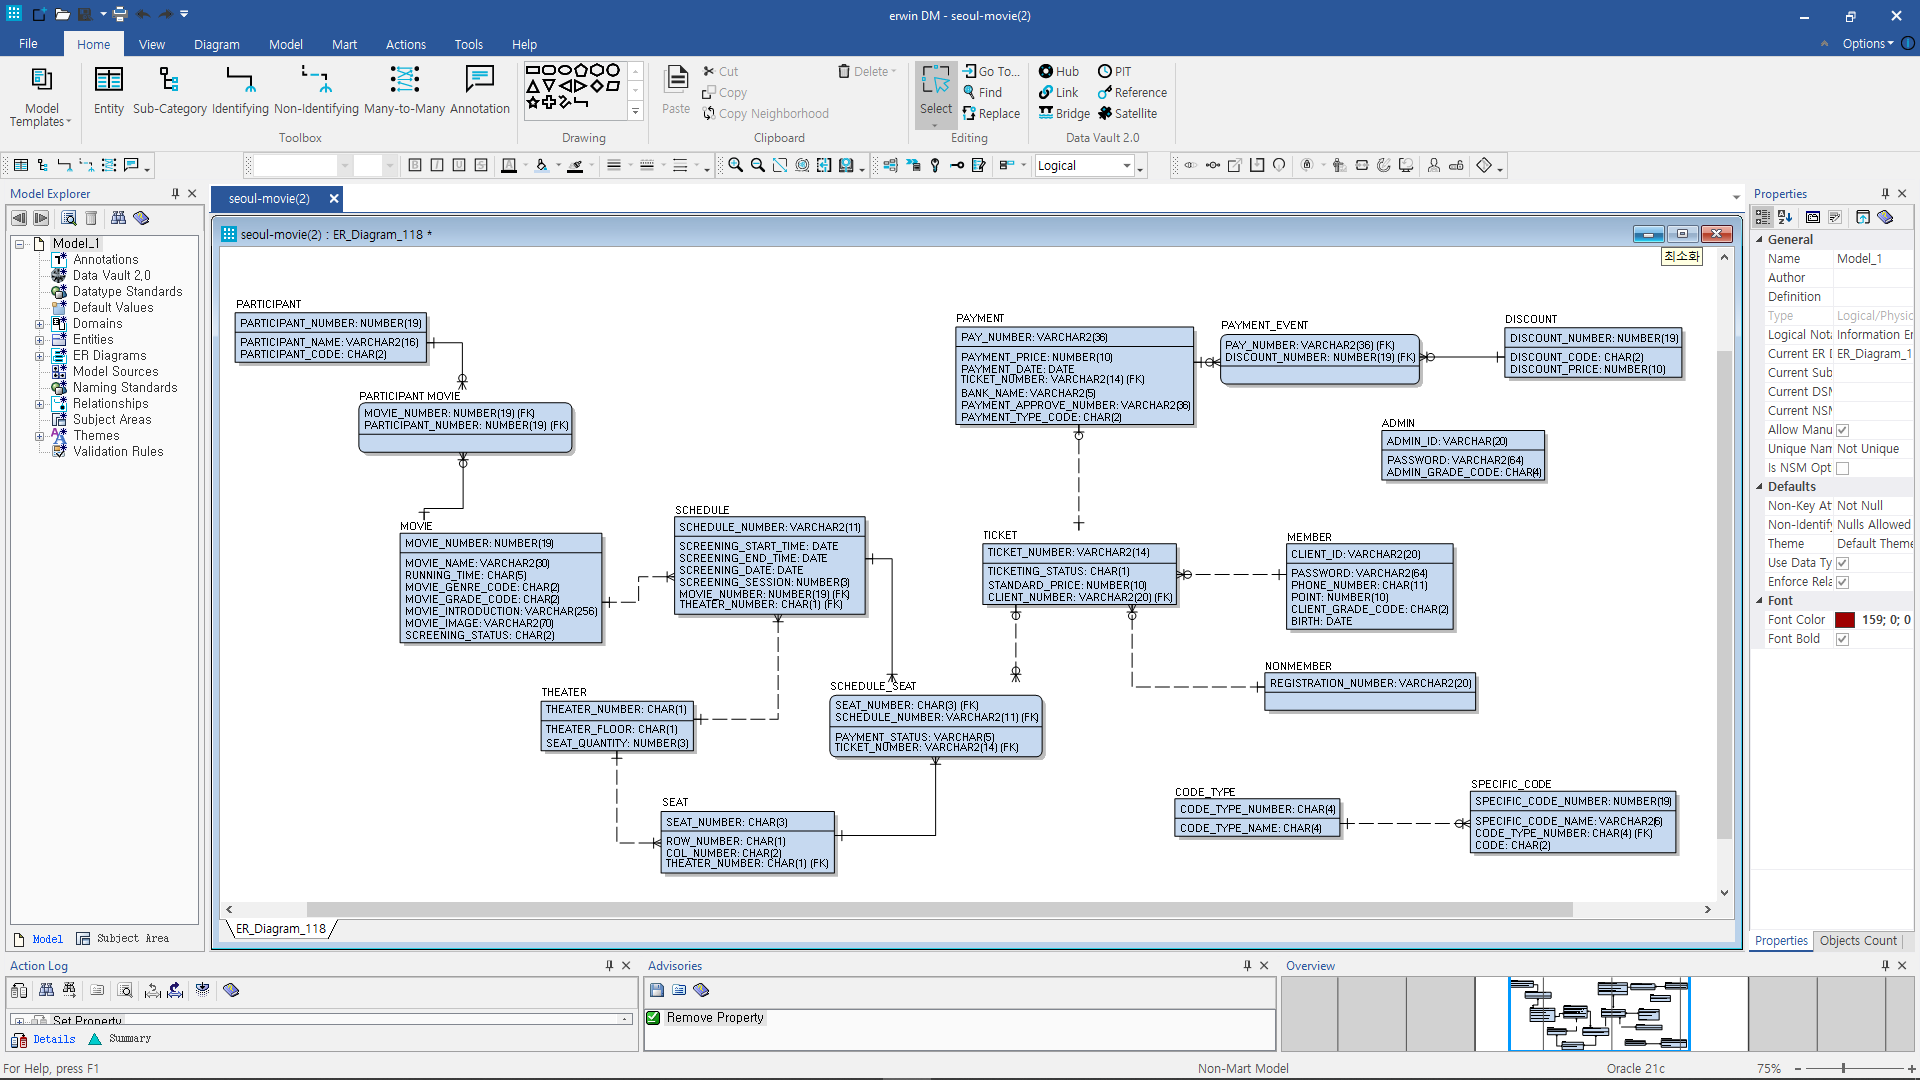 erwin DM - seoul-movie(2)
File Home View Diagram Model Mart Actions Tools Help Options
Model
Templates
Entity Sub-Category Identifying Non-Identifying Many-to-Many Annotation
Toolbox
Drawing
Paste
Cut
Copy
Copy Neighborhood
Delete
Clipboard
Select
Go To...
Find
Replace
Editing
Hub PIT
Link Reference
Bridge Satellite
Data Vault 2.0
B I U S A
Logical
Model Explorer
Model_1
Annotations
Data Vault 2,0
Datatype Standards
Default Values
Domains
Entities
ER Diagrams
Model Sources
Naming Standards
Relationships
Subject Areas
Themes
Validation Rules
Model Subject Area
seoul-movie(2)
seoul-movie(2) : ER_Diagram_118 *
최소화
PARTICIPANT
PARTICIPANT_NUMBER: NUMBER(19)
PARTICIPANT_NAME: VARCHAR2(16)
PARTICIPANT_CODE: CHAR(2)
PARTICIPANT MOVIE
MOVIE_NUMBER: NUMBER(19) (FK)
PARTICIPANT_NUMBER: NUMBER(19) (FK)
MOVIE
MOVIE_NUMBER: NUMBER(19)
MOVIE_NAME: VARCHAR2(30)
RUNNING_TIME: CHAR(5)
MOVIE_GENRE_CODE: CHAR(2)
MOVIE_GRADE_CODE: CHAR(2)
MOVIE_INTRODUCTION: VARCHAR(256)
MOVIE_IMAGE: VARCHAR2(70)
SCREENING_STATUS: CHAR(2)
SCHEDULE
SCHEDULE_NUMBER: VARCHAR2(11)
SCREENING_START_TIME: DATE
SCREENING_END_TIME: DATE
SCREENING_DATE: DATE
SCREENING_SESSION: NUMBER(3)
MOVIE_NUMBER: NUMBER(19) (FK)
THEATER_NUMBER: CHAR(1) (FK)
THEATER
THEATER_NUMBER: CHAR(1)
THEATER_FLOOR: CHAR(1)
SEAT_QUANTITY: NUMBER(3)
SEAT
SEAT_NUMBER: CHAR(3)
ROW_NUMBER: CHAR(1)
COL_NUMBER: CHAR(2)
THEATER_NUMBER: CHAR(1) (FK)
SCHEDULE_SEAT
SEAT_NUMBER: CHAR(3) (FK)
SCHEDULE_NUMBER: VARCHAR2(11) (FK)
PAYMENT_STATUS: VARCHAR(5)
TICKET_NUMBER: VARCHAR2(14) (FK)
PAYMENT
PAY_NUMBER: VARCHAR2(36)
PAYMENT_PRICE: NUMBER(10)
PAYMENT_DATE: DATE
TICKET_NUMBER: VARCHAR2(14) (FK)
BANK_NAME: VARCHAR2(5)
PAYMENT_APPROVE_NUMBER: VARCHAR2(36)
PAYMENT_TYPE_CODE: CHAR(2)
PAYMENT_EVENT
PAY_NUMBER: VARCHAR2(36) (FK)
DISCOUNT_NUMBER: NUMBER(19) (FK)
DISCOUNT
DISCOUNT_NUMBER: NUMBER(19)
DISCOUNT_CODE: CHAR(2)
DISCOUNT_PRICE: NUMBER(10)
ADMIN
ADMIN_ID: VARCHAR(20)
PASSWORD: VARCHAR2(64)
ADMIN_GRADE_CODE: CHAR(4)
TICKET
TICKET_NUMBER: VARCHAR2(14)
TICKETING_STATUS: CHAR(1)
STANDARD_PRICE: NUMBER(10)
CLIENT_NUMBER: VARCHAR2(20) (FK)
MEMBER
CLIENT_ID: VARCHAR2(20)
PASSWORD: VARCHAR2(64)
PHONE_NUMBER: CHAR(11)
POINT: NUMBER(10)
CLIENT_GRADE_CODE: CHAR(2)
BIRTH: DATE
NONMEMBER
REGISTRATION_NUMBER: VARCHAR2(20)
CODE_TYPE
CODE_TYPE_NUMBER: CHAR(4)
CODE_TYPE_NAME: CHAR(4)
SPECIFIC_CODE
SPECIFIC_CODE_NUMBER: NUMBER(19)
SPECIFIC_CODE_NAME: VARCHAR2(6)
CODE_TYPE_NUMBER: CHAR(4) (FK)
CODE: CHAR(2)
ER_Diagram_118
Properties
General
Name Model_1
Author
Definition
Type Logical/Physic
Logical Nota Information En
Current ER D ER_Diagram_1
Current Sub
Current DSN
Current NSN
Allow Manu
Unique Nam Not Unique
Is NSM Opt
Defaults
Non-Key At Not Null
Non-Identify Nulls Allowed
Theme Default Theme
Use Data Ty
Enforce Rela
Font
Font Color 159; 0; 0
Font Bold
Properties Objects Count
Action Log
Set Property
Details Summary
Advisories
Remove Property
Overview
For Help, press F1
Non-Mart Model
Oracle 21c
75%